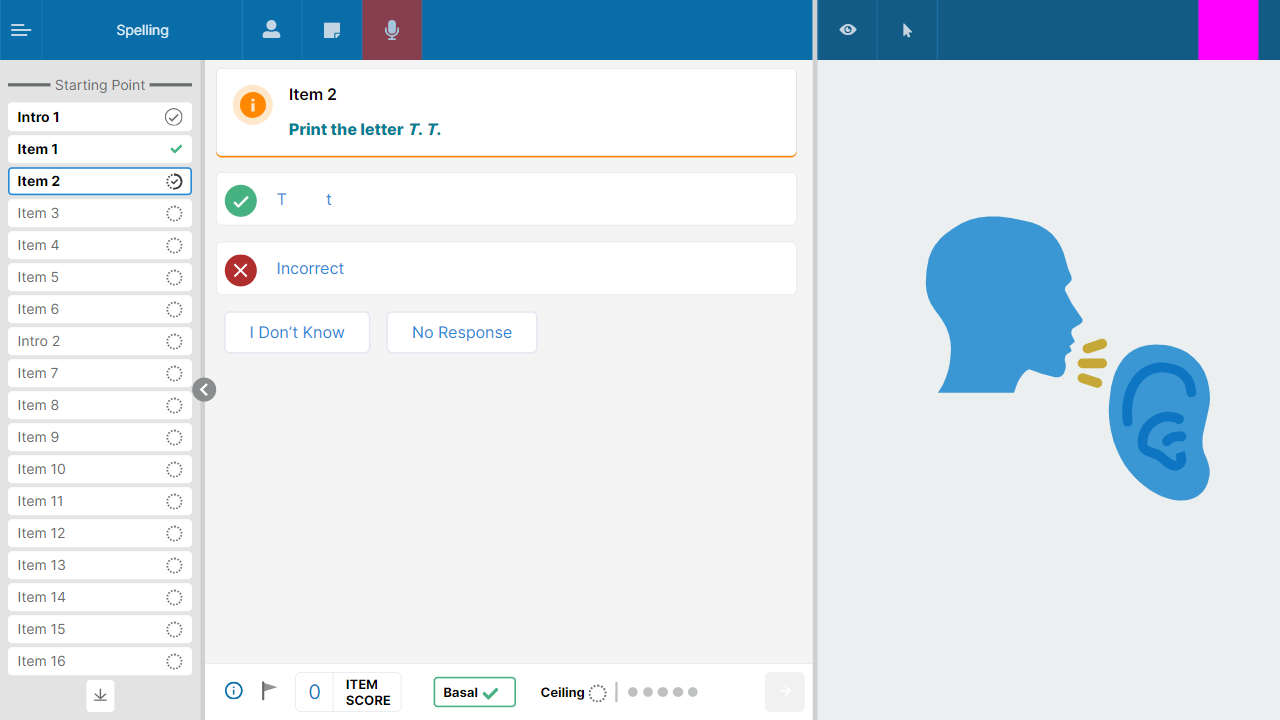 Spelling
Starting Point
Intro 1
Item 1
Item 2
Item 3
Item 4
Item 5
Item 6
Intro 2
Item 7
Item 8
Item 9
Item 10
Item 11
Item 12
Item 13
Item 14
Item 15
Item 16
Item 2
Print the letter T. T.
T t
Incorrect
I Don’t Know No Response
0 ITEM SCORE
Basal
Ceiling